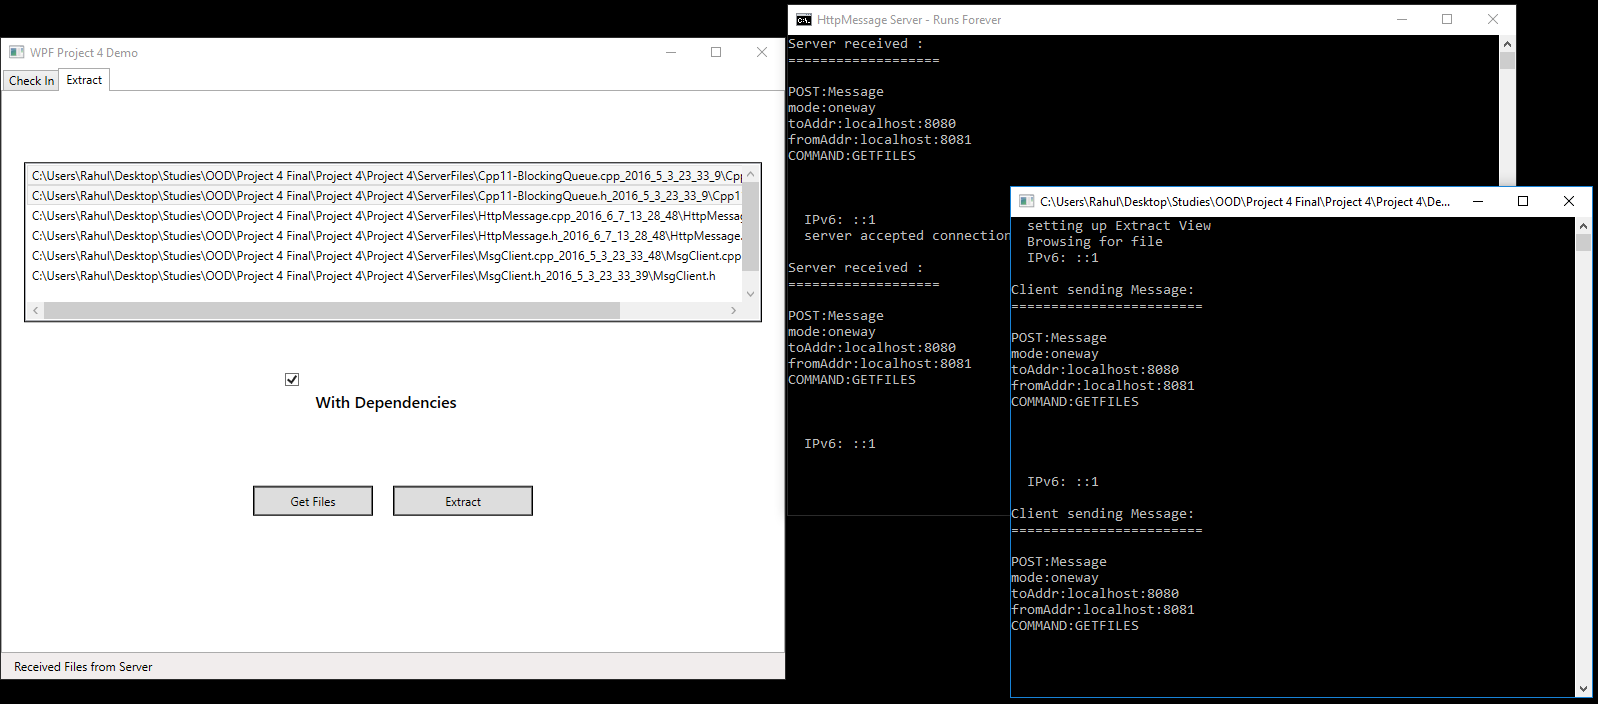 WPF Project 4 Demo
Check In
Extract
C:\Users\Rahul\Desktop\Studies\OOD\Project 4 Final\Project 4\Project 4\ServerFiles\Cpp11-BlockingQueue.cpp_2016_5_3_23_33_9\Cpp
C:\Users\Rahul\Desktop\Studies\OOD\Project 4 Final\Project 4\Project 4\ServerFiles\Cpp11-BlockingQueue.h_2016_5_3_23_33_9\Cpp1
C:\Users\Rahul\Desktop\Studies\OOD\Project 4 Final\Project 4\Project 4\ServerFiles\HttpMessage.cpp_2016_6_7_13_28_48\HttpMessag
C:\Users\Rahul\Desktop\Studies\OOD\Project 4 Final\Project 4\Project 4\ServerFiles\HttpMessage.h_2016_6_7_13_28_48\HttpMessage.
C:\Users\Rahul\Desktop\Studies\OOD\Project 4 Final\Project 4\Project 4\ServerFiles\MsgClient.cpp_2016_5_3_23_33_48\MsgClient.cpp
C:\Users\Rahul\Desktop\Studies\OOD\Project 4 Final\Project 4\Project 4\ServerFiles\MsgClient.h_2016_5_3_23_33_39\MsgClient.h
With Dependencies
Get Files
Extract
Received Files from Server
HttpMessage Server - Runs Forever
Server received :
===================
POST:Message
mode:oneway
toAddr:localhost:8080
fromAddr:localhost:8081
COMMAND:GETFILES
IPv6: ::1
server accepted connection
Server received :
===================
POST:Message
mode:oneway
toAddr:localhost:8080
fromAddr:localhost:8081
COMMAND:GETFILES
IPv6: ::1
C:\Users\Rahul\Desktop\Studies\OOD\Project 4 Final\Project 4\Project 4\De...
setting up Extract View
Browsing for file
IPv6: ::1
Client sending Message:
========================
POST:Message
mode:oneway
toAddr:localhost:8080
fromAddr:localhost:8081
COMMAND:GETFILES
IPv6: ::1
Client sending Message:
========================
POST:Message
mode:oneway
toAddr:localhost:8080
fromAddr:localhost:8081
COMMAND:GETFILES